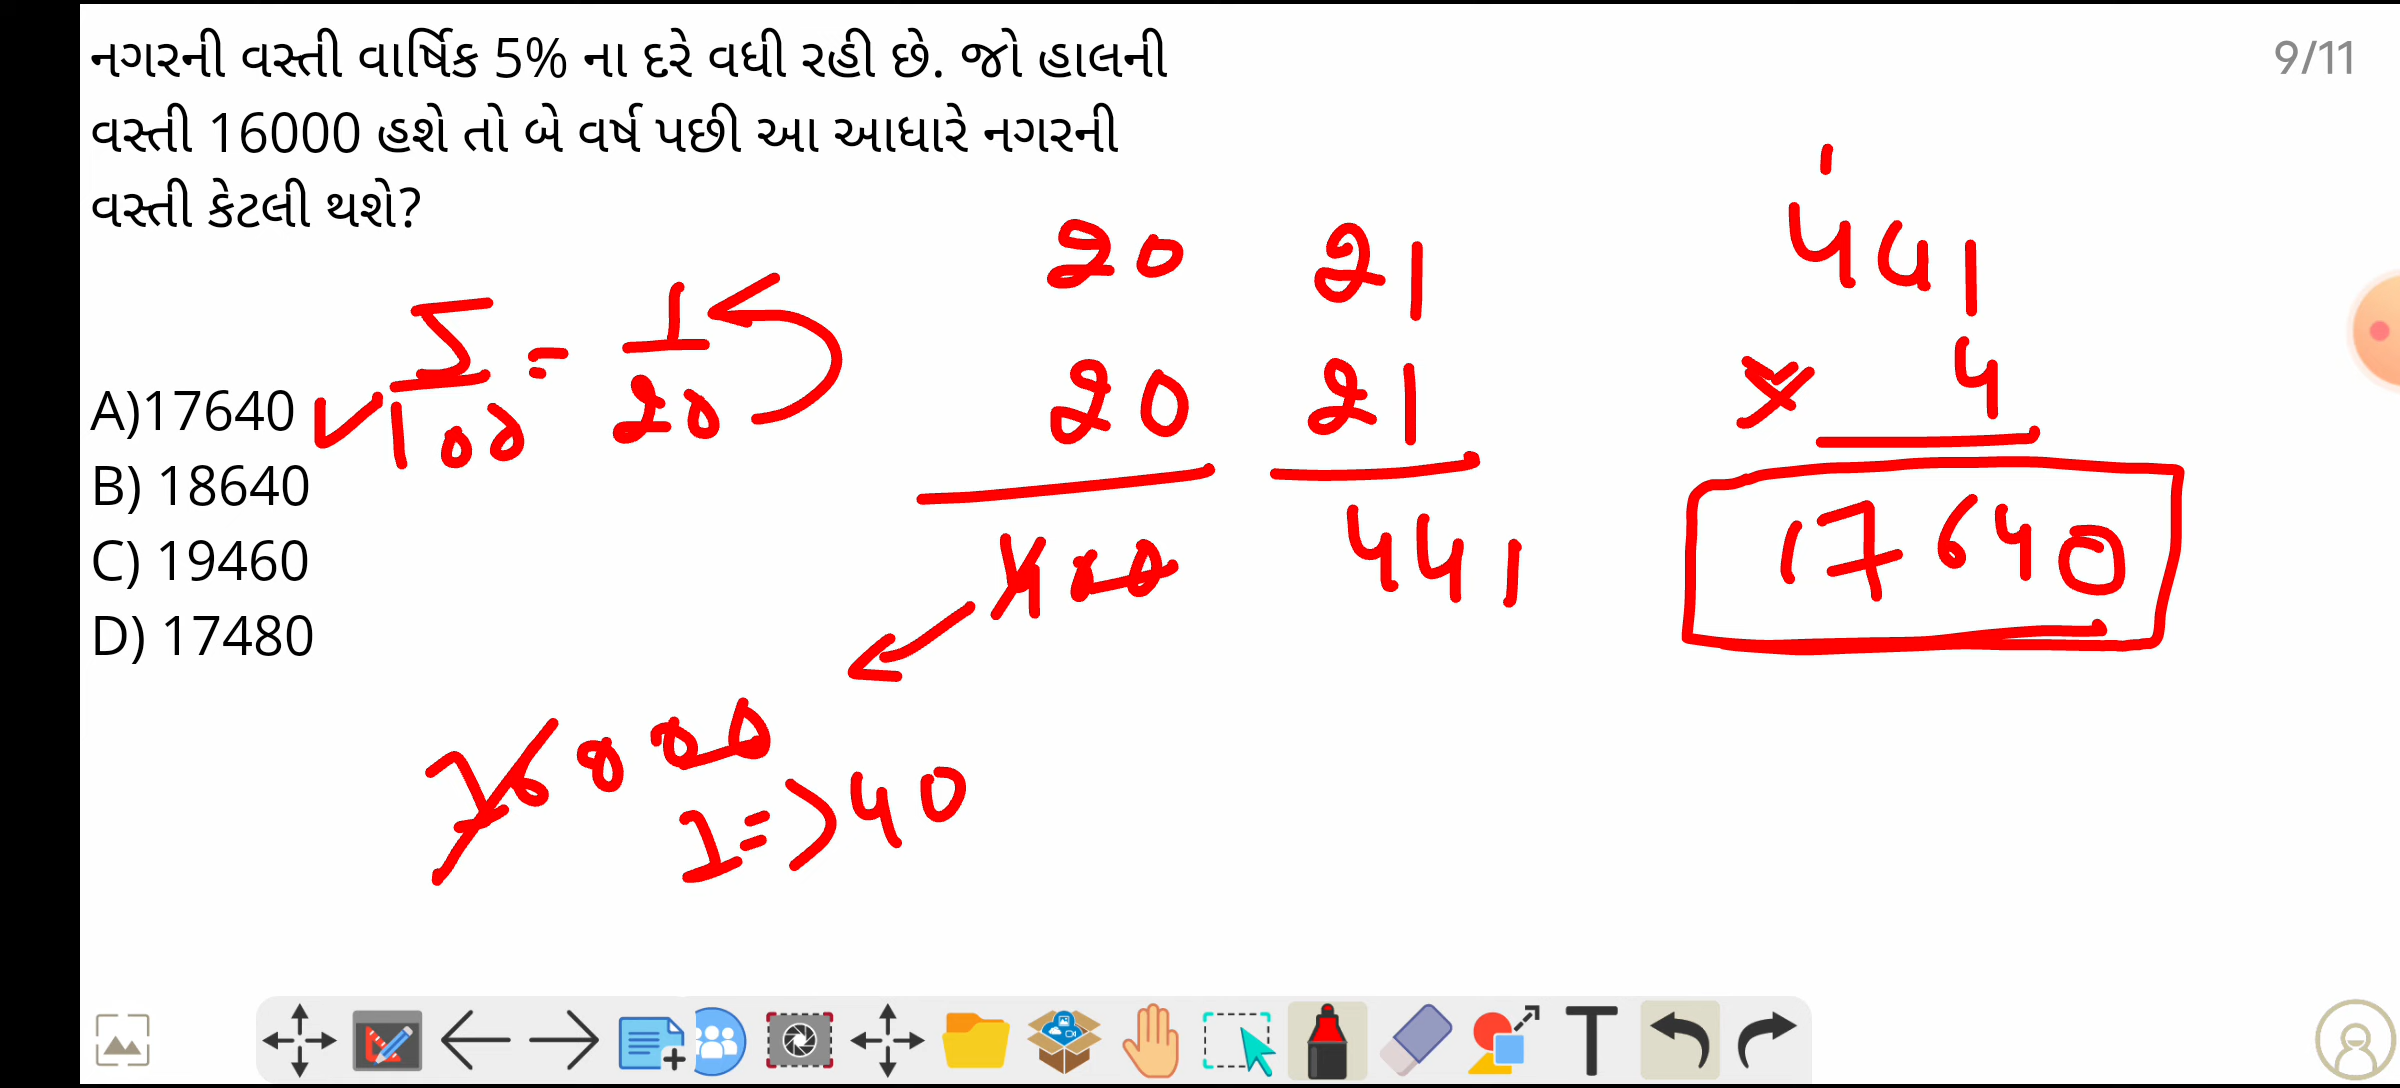 નગરની વસ્તી વાર્ષિક 5% ના દરે વધી રહી છે. જો હાલની
વસ્તી 16000 હશે તો બે વર્ષ પછી આ આધારે નગરની
વસ્તી કેટલી થશે?
9/11
A)17640
B) 18640
C) 19460
D) 17480
5/100 = 1/20
20 21
20 21
400 441
16000
1=>40
1
441
× 4
17640
T